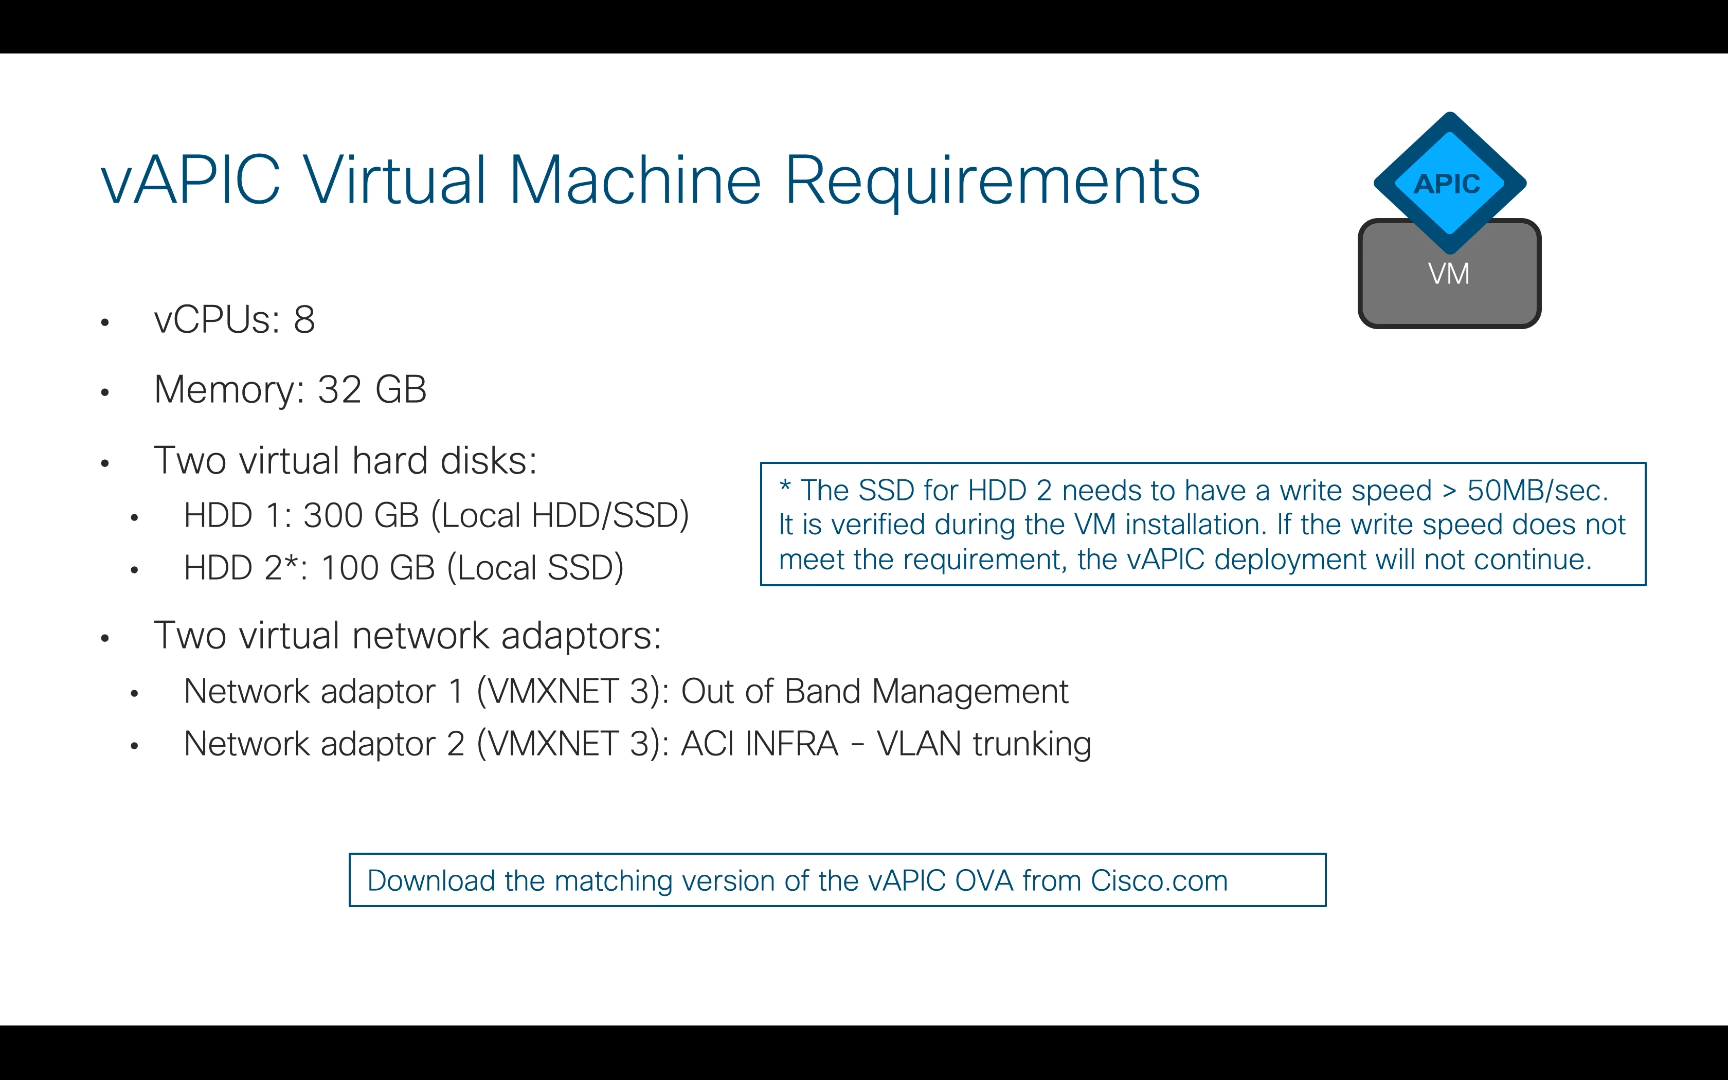 vAPIC Virtual Machine Requirements
APIC
VM
• vCPUs: 8
• Memory: 32 GB
• Two virtual hard disks:
• HDD 1: 300 GB (Local HDD/SSD)
• HDD 2*: 100 GB (Local SSD)
* The SSD for HDD 2 needs to have a write speed > 50MB/sec.
It is verified during the VM installation. If the write speed does not
meet the requirement, the vAPIC deployment will not continue.
• Two virtual network adaptors:
• Network adaptor 1 (VMXNET 3): Out of Band Management
• Network adaptor 2 (VMXNET 3): ACI INFRA – VLAN trunking
Download the matching version of the vAPIC OVA from Cisco.com